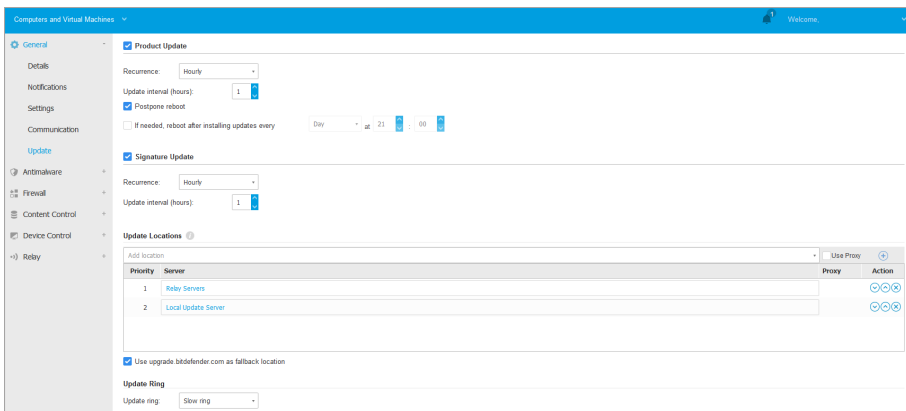 Computers and Virtual Machines
1
Welcome,
General
Details
Notifications
Settings
Communication
Update
Antimalware
Firewall
Content Control
Device Control
Relay
Product Update
Recurrence: Hourly
Update interval (hours): 1
Postpone reboot
If needed, reboot after installing updates every Day at 21 : 00
Signature Update
Recurrence: Hourly
Update interval (hours): 1
Update Locations
Add location Use Proxy
Priority Server Proxy Action
1 Relay Servers
2 Local Update Server
Use upgrade.bitdefender.com as fallback location
Update Ring
Update ring: Slow ring